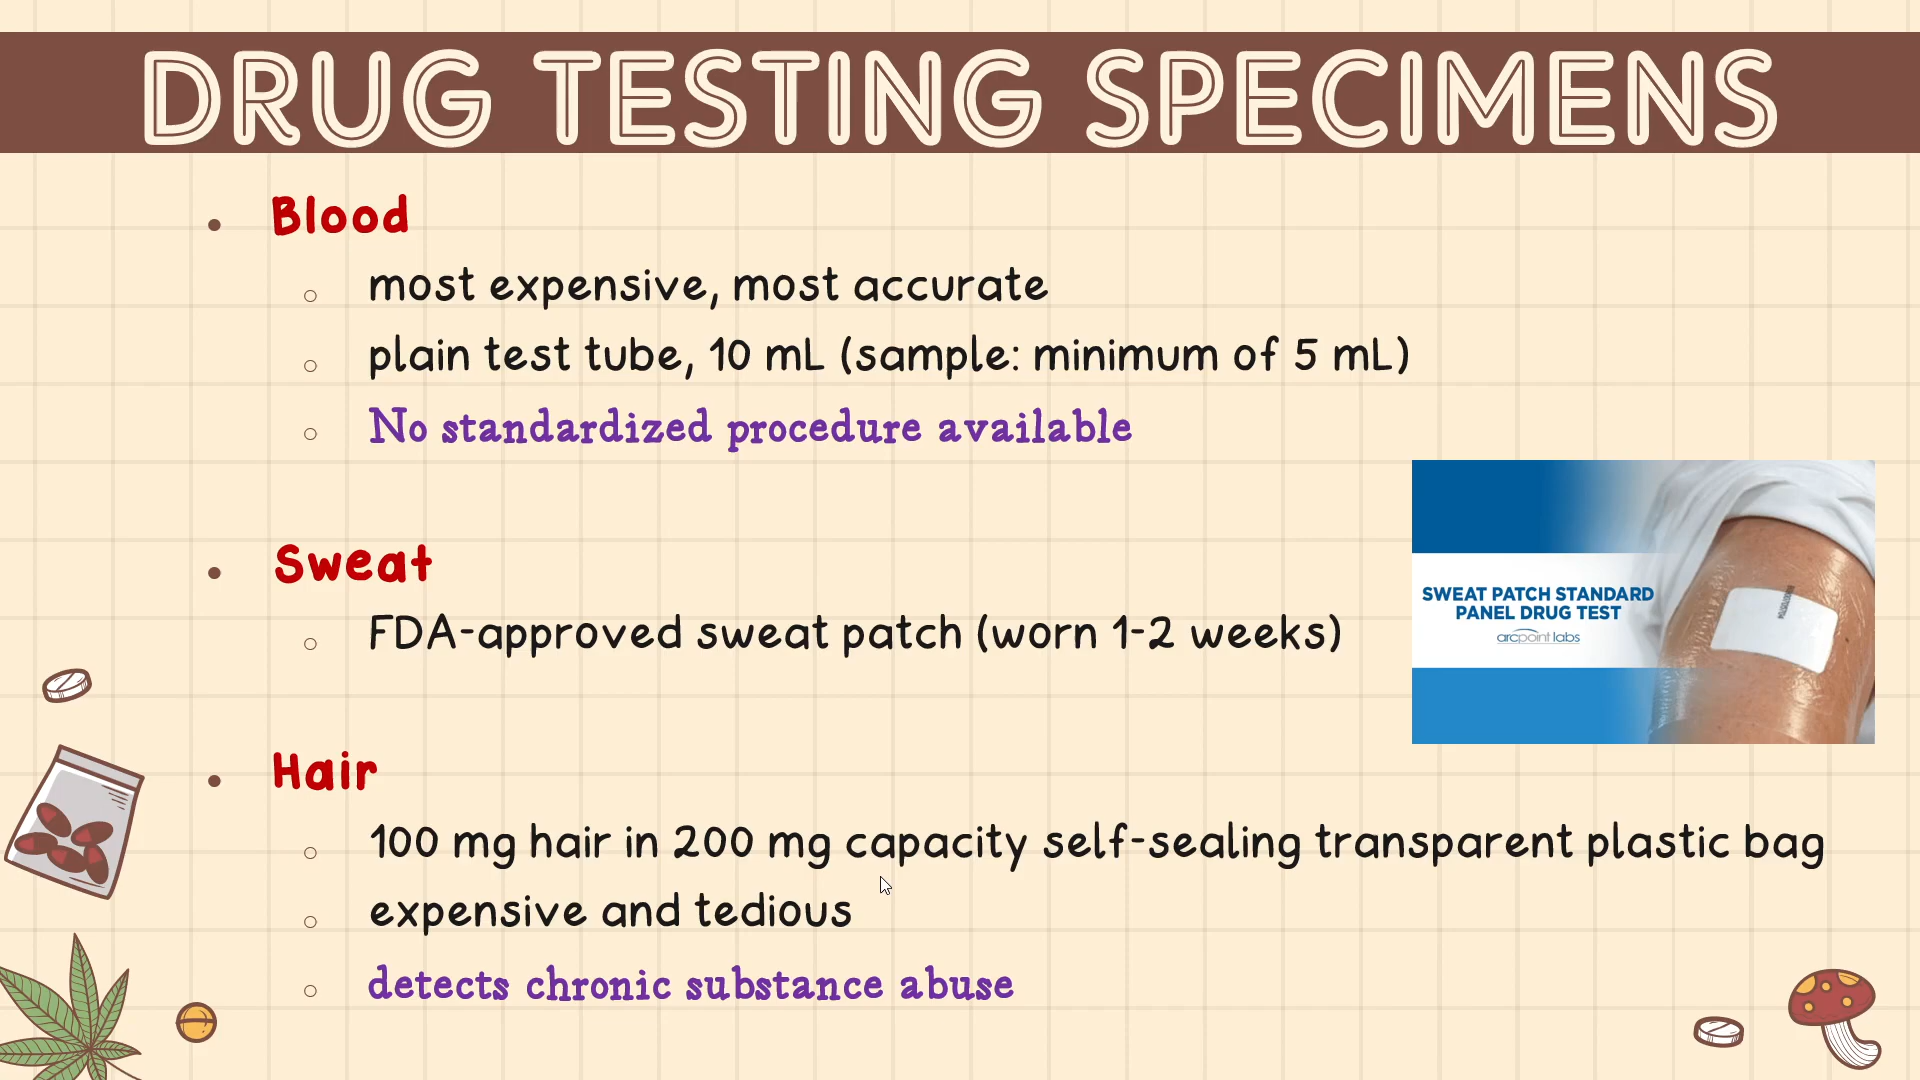 DRUG TESTING SPECIMENS
Blood
most expensive, most accurate
plain test tube, 10 mL (sample: minimum of 5 mL)
No standardized procedure available
Sweat
FDA-approved sweat patch (worn 1-2 weeks)
SWEAT PATCH STANDARD
PANEL DRUG TEST
arcpoint labs
Hair
100 mg hair in 200 mg capacity self-sealing transparent plastic bag
expensive and tedious
detects chronic substance abuse